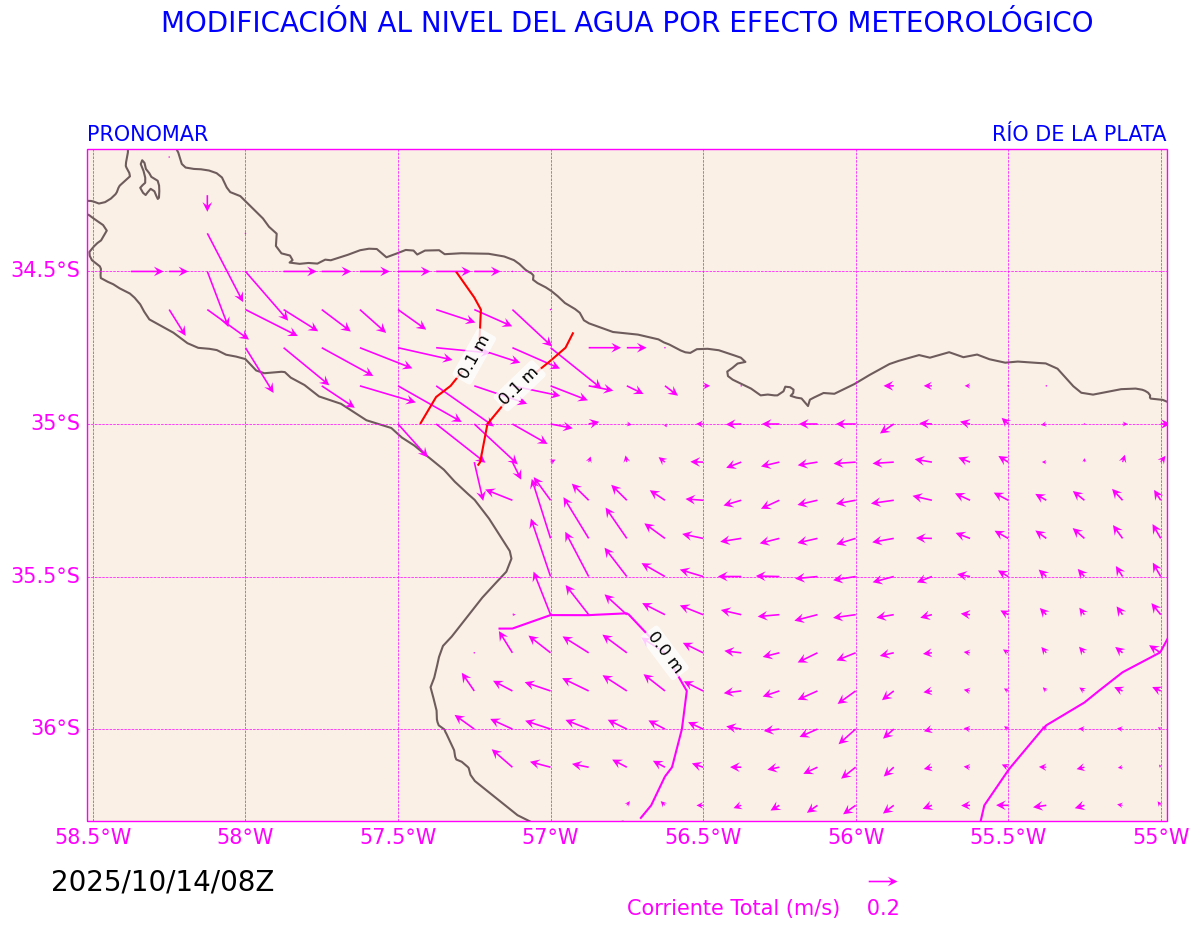 MODIFICACIÓN AL NIVEL DEL AGUA POR EFECTO METEOROLÓGICO
PRONOMAR
RÍO DE LA PLATA
34.5°S
35°S
35.5°S
36°S
0.1 m
0.1 m
0.0 m
58.5°W
58°W
57.5°W
57°W
56.5°W
56°W
55.5°W
55°W
2025/10/14/08Z
Corriente Total (m/s) 0.2